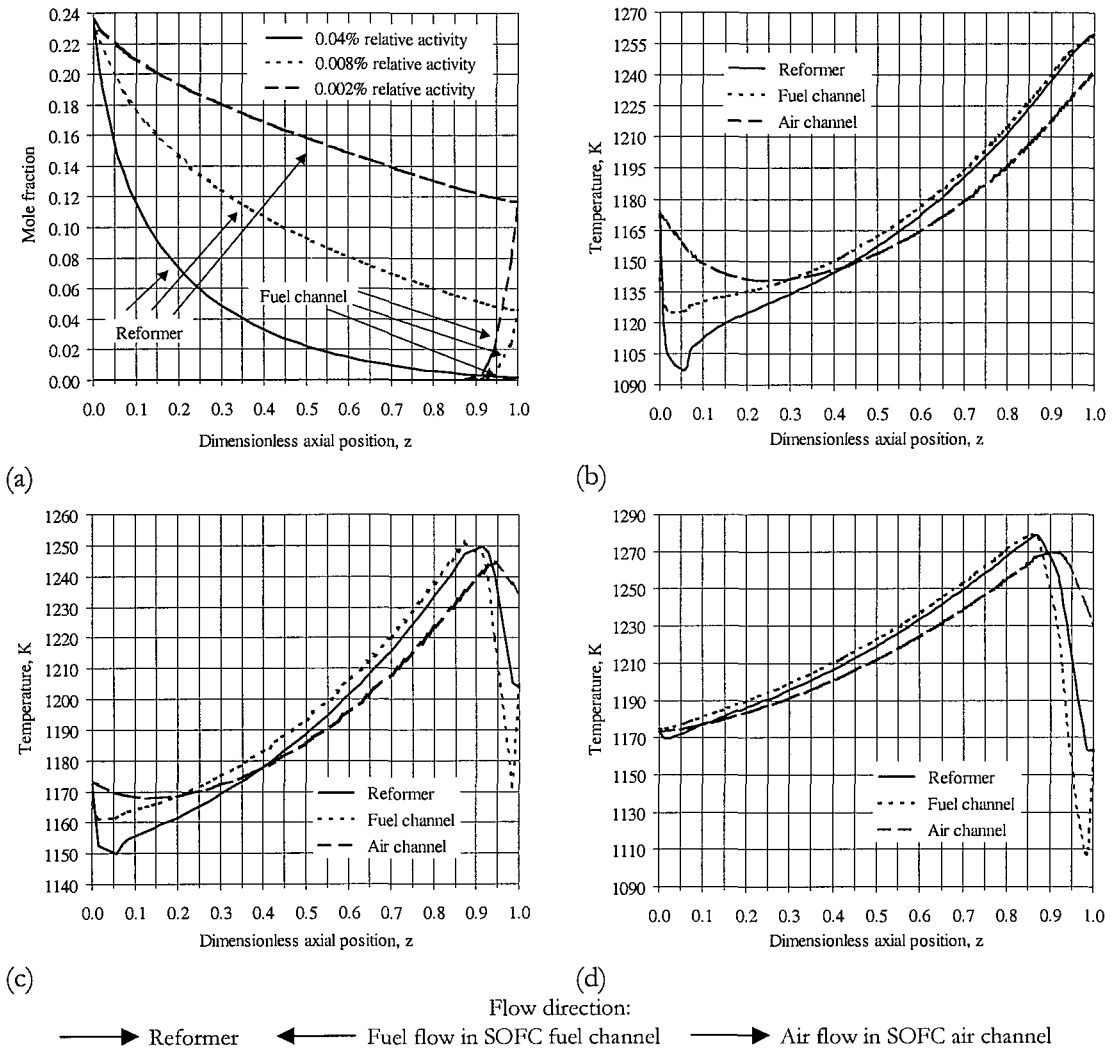 0.24
0.22
0.20
0.18
0.16
0.14
0.12
0.10
0.08
0.06
0.04
0.02
0.00
Mole fraction
0.04% relative activity
0.008% relative activity
0.002% relative activity
Fuel channel
Reformer
0.0 0.1 0.2 0.3 0.4 0.5 0.6 0.7 0.8 0.9 1.0
Dimensionless axial position, z
(a)
1270
1255
1240
1225
1210
1195
1180
1165
1150
1135
1120
1105
1090
Temperature, K
Reformer
Fuel channel
Air channel
0.0 0.1 0.2 0.3 0.4 0.5 0.6 0.7 0.8 0.9 1.0
Dimensionless axial position, z
(b)
1260
1250
1240
1230
1220
1210
1200
1190
1180
1170
1160
1150
1140
Temperature, K
Reformer
Fuel channel
Air channel
0.0 0.1 0.2 0.3 0.4 0.5 0.6 0.7 0.8 0.9 1.0
Dimensionless axial position, z
(c)
1290
1270
1250
1230
1210
1190
1170
1150
1130
1110
1090
Temperature, K
Reformer
Fuel channel
Air channel
0.0 0.1 0.2 0.3 0.4 0.5 0.6 0.7 0.8 0.9 1.0
Dimensionless axial position, z
(d)
Flow direction:
Reformer Fuel flow in SOFC fuel channel Air flow in SOFC air channel